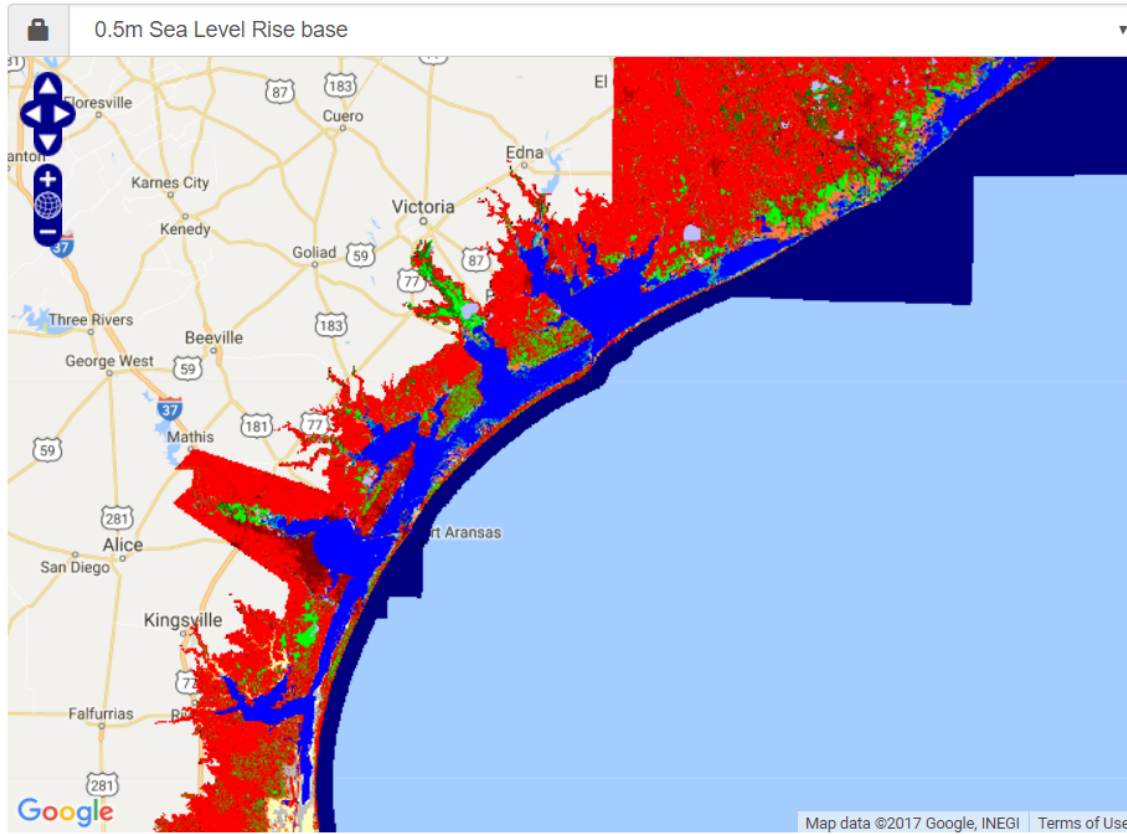 0.5m Sea Level Rise base
87
183
El
Floresville
Cuero
anton
Edna
Karnes City
Victoria
Kenedy
37
Goliad
59
87
77
183
Three Rivers
Beeville
George West
59
37
181
77
59
Mathis
281
rt Aransas
Alice
San Diego
Kingsville
77
Falfurrias
281
Google
Map data ©2017 Google, INEGI
Terms of Use